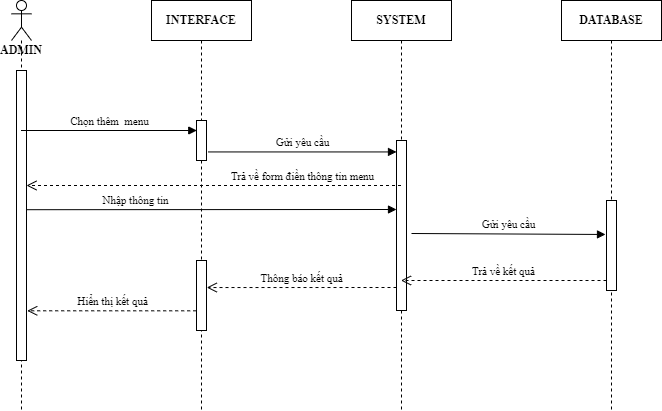 INTERFACE
SYSTEM
DATABASE
ADMIN
Chọn thêm menu
Gửi yêu cầu
Trả về form điền thông tin menu
Nhập thông tin
Gửi yêu cầu
Trả về kết quả
Thông báo kết quả
Hiển thị kết quả